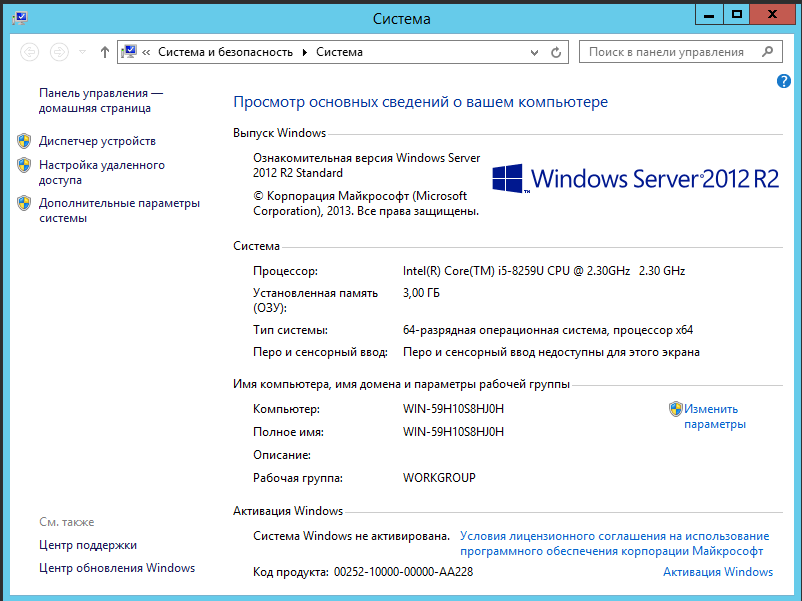 Система
« Система и безопасность ▸ Система
Поиск в панели управления
Панель управления —
домашняя страница
Диспетчер устройств
Настройка удаленного
доступа
Дополнительные параметры
системы
Просмотр основных сведений о вашем компьютере
Выпуск Windows
Ознакомительная версия Windows Server
2012 R2 Standard
© Корпорация Майкрософт (Microsoft
Corporation), 2013. Все права защищены.
Windows Server 2012 R2
Система
Процессор: Intel(R) Core(TM) i5-8259U CPU @ 2.30GHz 2.30 GHz
Установленная память 3,00 ГБ
(ОЗУ):
Тип системы: 64-разрядная операционная система, процессор x64
Перо и сенсорный ввод: Перо и сенсорный ввод недоступны для этого экрана
Имя компьютера, имя домена и параметры рабочей группы
Компьютер: WIN-59H10S8HJ0H
Изменить
параметры
Полное имя: WIN-59H10S8HJ0H
Описание:
Рабочая группа: WORKGROUP
Активация Windows
Система Windows не активирована. Условия лицензионного соглашения на использование
программного обеспечения корпорации Майкрософт
Код продукта: 00252-10000-00000-AA228 Активация Windows
См. также
Центр поддержки
Центр обновления Windows